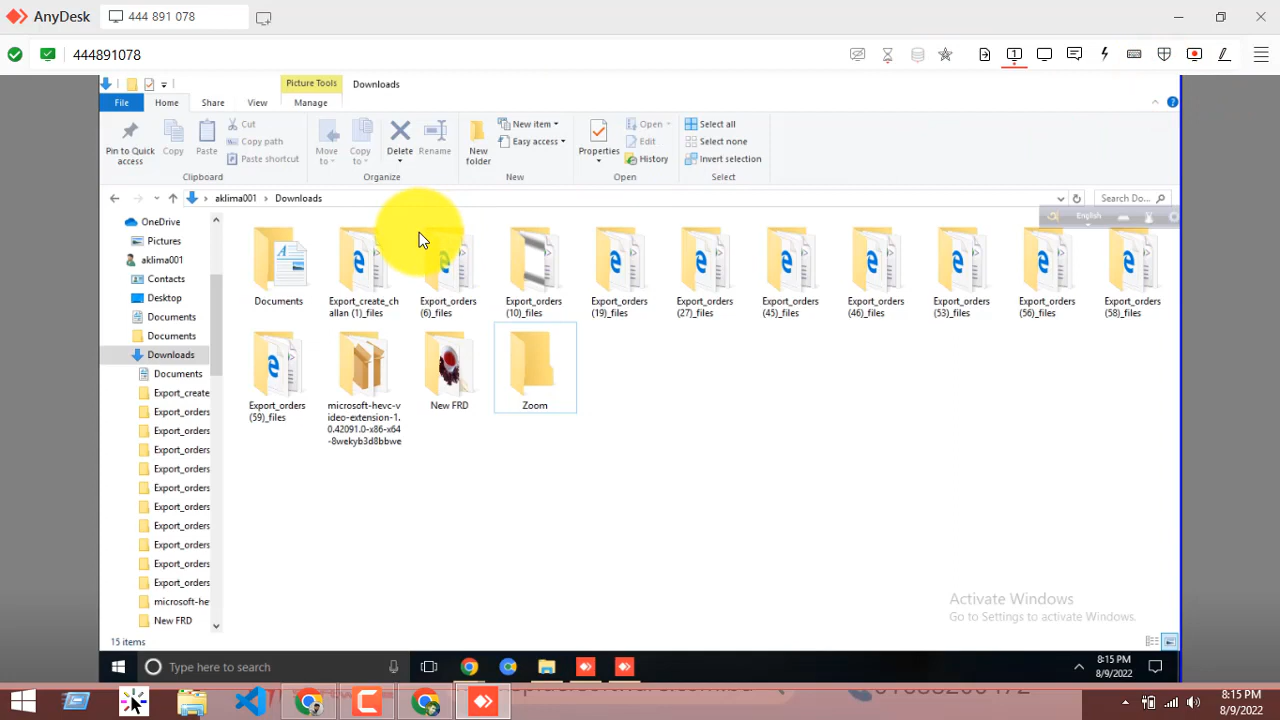 AnyDesk 444 891 078
444891078
Picture Tools Downloads
File Home Share View Manage
Pin to Quick access Copy Paste Cut Copy path Paste shortcut
Clipboard
Move to Copy to Delete Rename
Organize
New folder New item Easy access
New
Properties Open Edit History
Open
Select all
Select none
Invert selection
Select
aklima001 > Downloads Search Do...
English
OneDrive
Pictures
aklima001
Contacts
Desktop
Documents
Documents
Downloads
Documents
Export_create
Export_orders
Export_orders
Export_orders
Export_orders
Export_orders
Export_orders
Export_orders
Export_orders
Export_orders
Export_orders
microsoft-he
New FRD
Documents
Export_create_challan (1)_files
Export_orders (6)_files
Export_orders (10)_files
Export_orders (19)_files
Export_orders (27)_files
Export_orders (45)_files
Export_orders (46)_files
Export_orders (53)_files
Export_orders (56)_files
Export_orders (58)_files
Export_orders (59)_files
microsoft-hevc-video-extension-1.0.42091.0-x86-x64-8wekyb3d8bbwe
New FRD
Zoom
Activate Windows
Go to Settings to activate Windows.
15 items
Type here to search
8:15 PM
8/9/2022
8:15 PM
8/9/2022